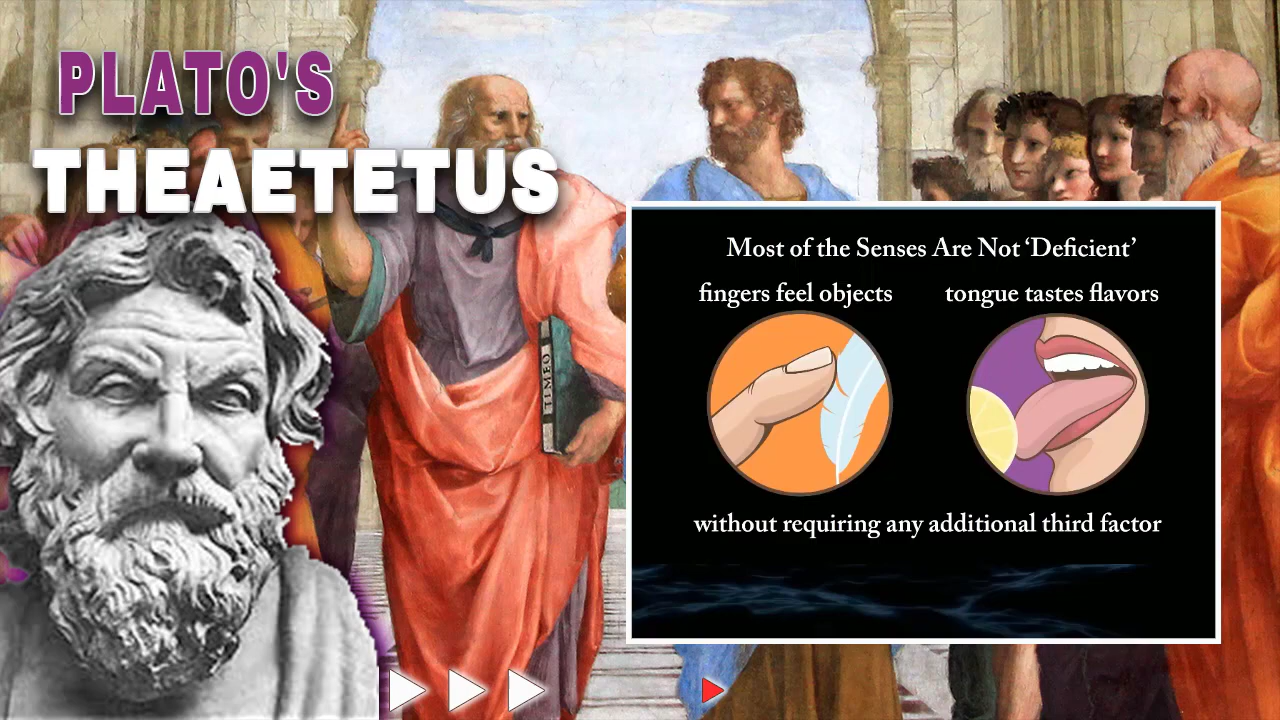 PLATO'S
THEAETETUS
TIMEO
Most of the Senses Are Not ‘Deficient’
fingers feel objects
tongue tastes flavors
without requiring any additional third factor